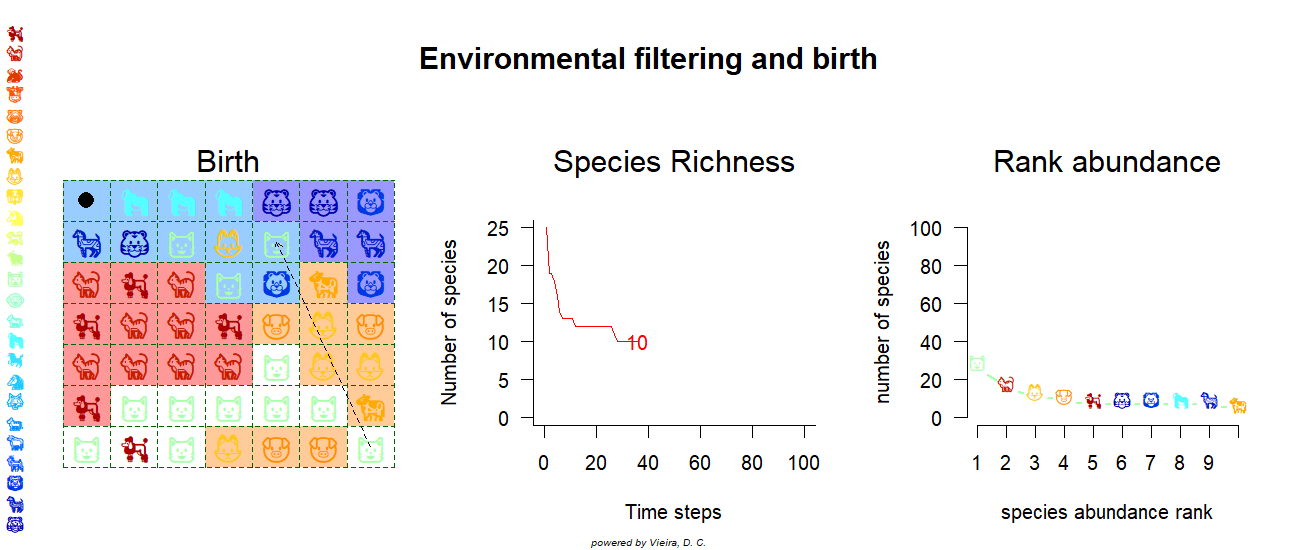 Environmental filtering and birth
Birth
Species Richness
Rank abundance
Number of species
25
20
15
10
5
0
10
0 20 40 60 80 100
Time steps
number of species
100
80
60
40
20
0
1 2 3 4 5 6 7 8 9
species abundance rank
powered by Vieira, D. C.